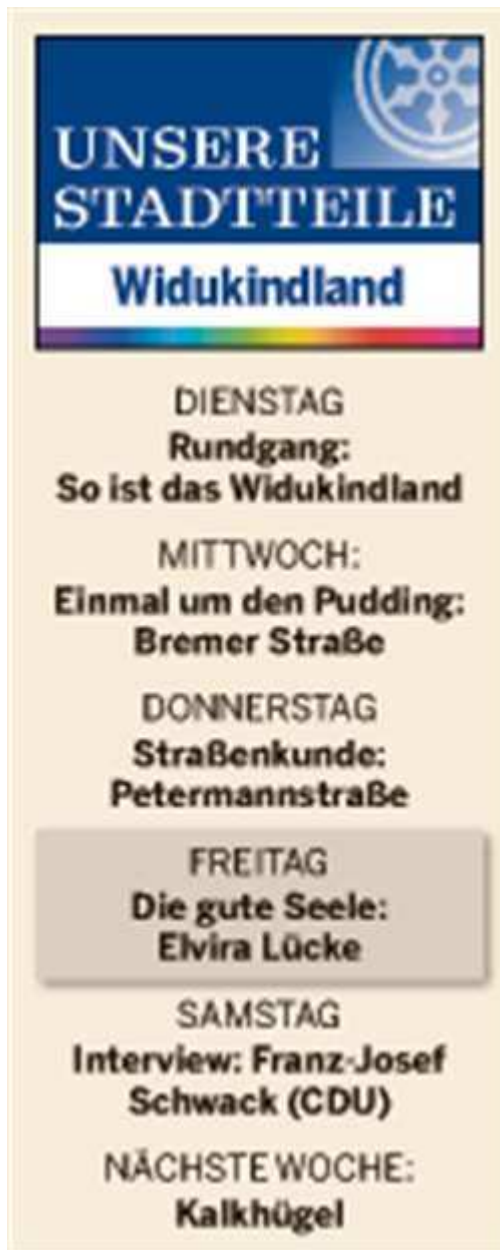 UNSERE
STADTTEILE
Widukindland
DIENSTAG
Rundgang:
So ist das Widukindland
MITTWOCH:
Einmal um den Pudding:
Bremer Straße
DONNERSTAG
Straßenkunde:
Petermannstraße
FREITAG
Die gute Seele:
Elvira Lücke
SAMSTAG
Interview: Franz-Josef
Schwack (CDU)
NÄCHSTE WOCHE:
Kalkhügel